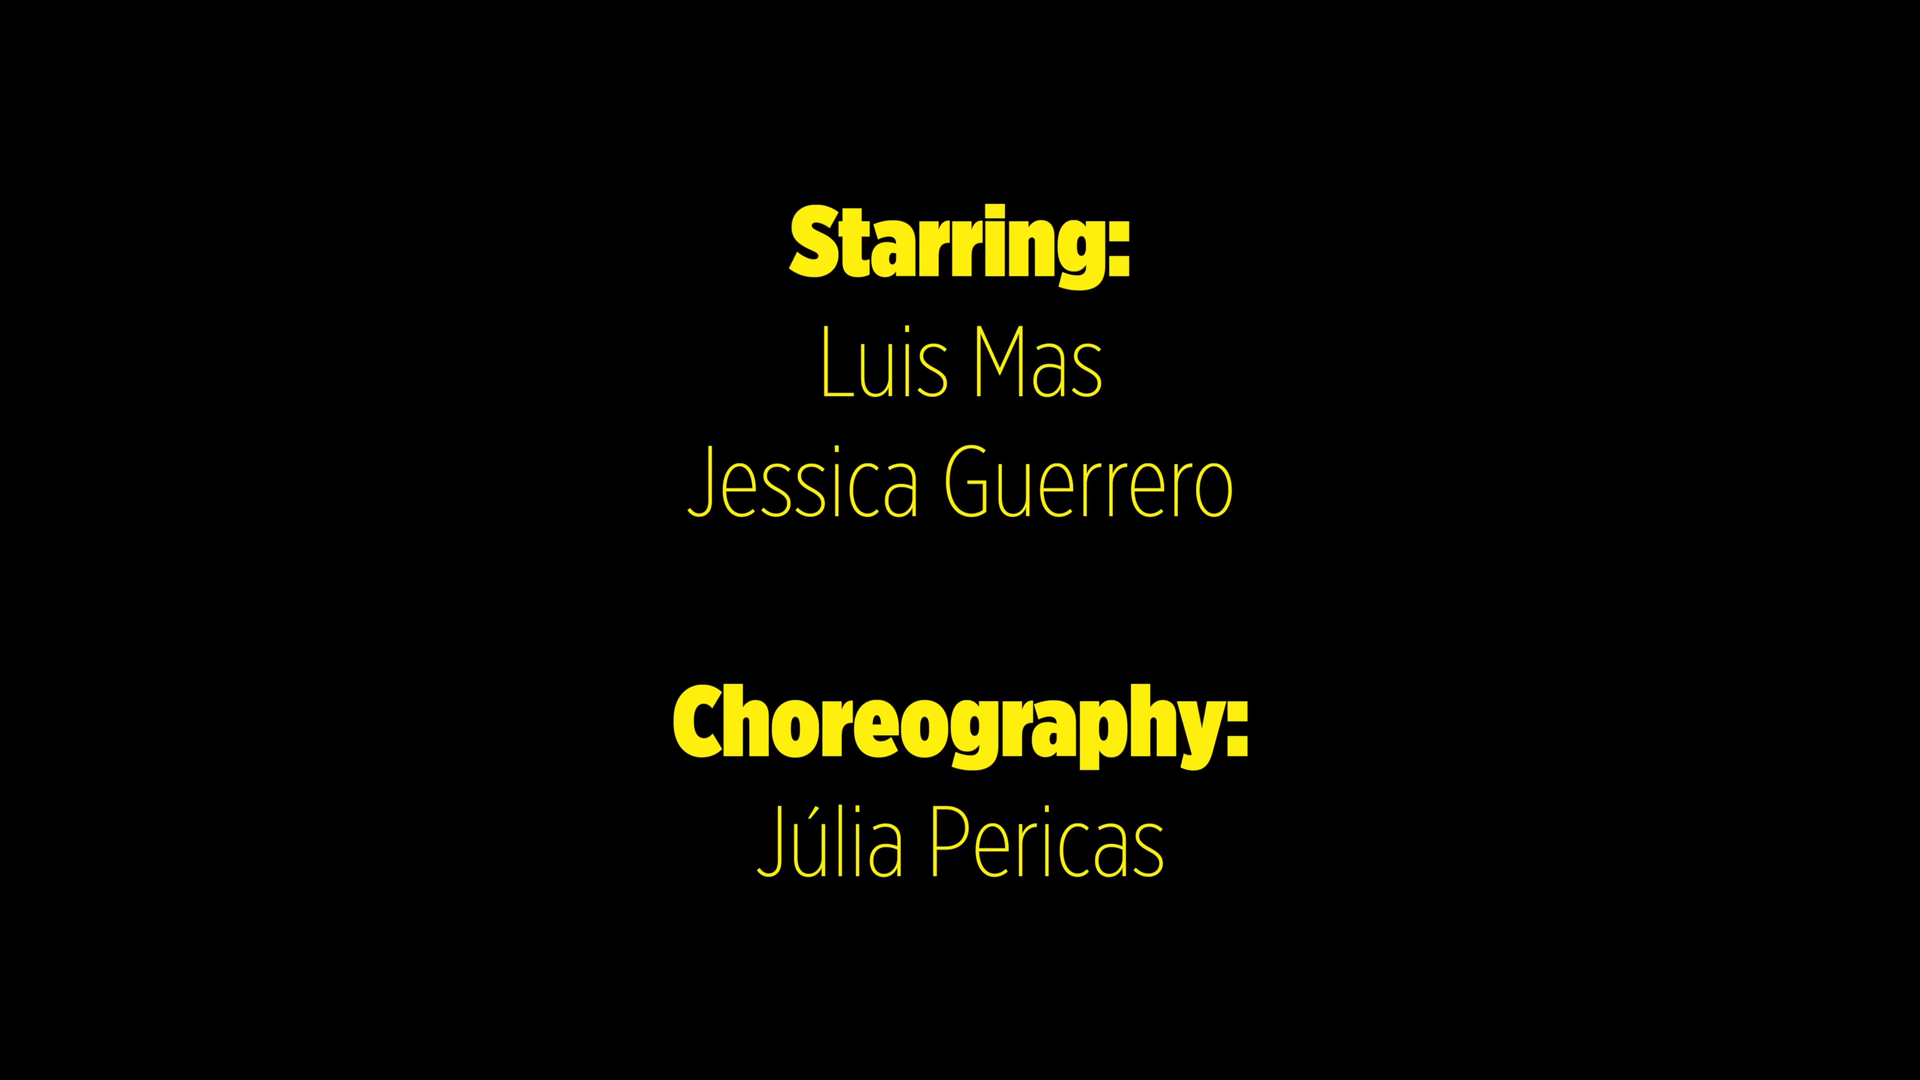 Starring:
Luis Mas
Jessica Guerrero
Choreography:
Júlia Pericas